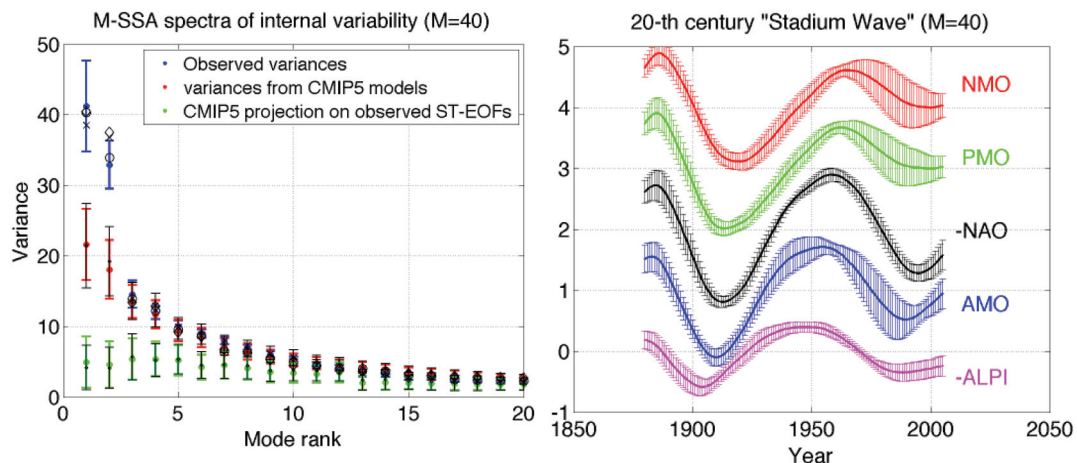 M-SSA spectra of internal variability (M=40)
50
40
30
20
10
0
0
5
10
15
20
Variance
Mode rank
Observed variances
variances from CMIP5 models
CMIP5 projection on observed ST-EOFs
20-th century "Stadium Wave" (M=40)
5
4
3
2
1
0
-1
1850
1900
1950
2000
2050
Year
NMO
PMO
-NAO
AMO
-ALPI